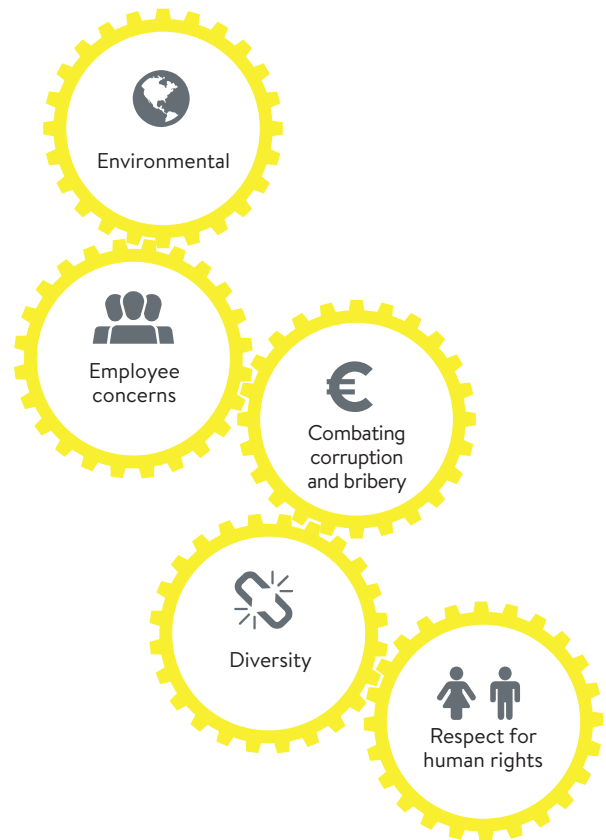 Environmental
Employee
concerns
Combating
corruption
and bribery
Diversity
Respect for
human rights